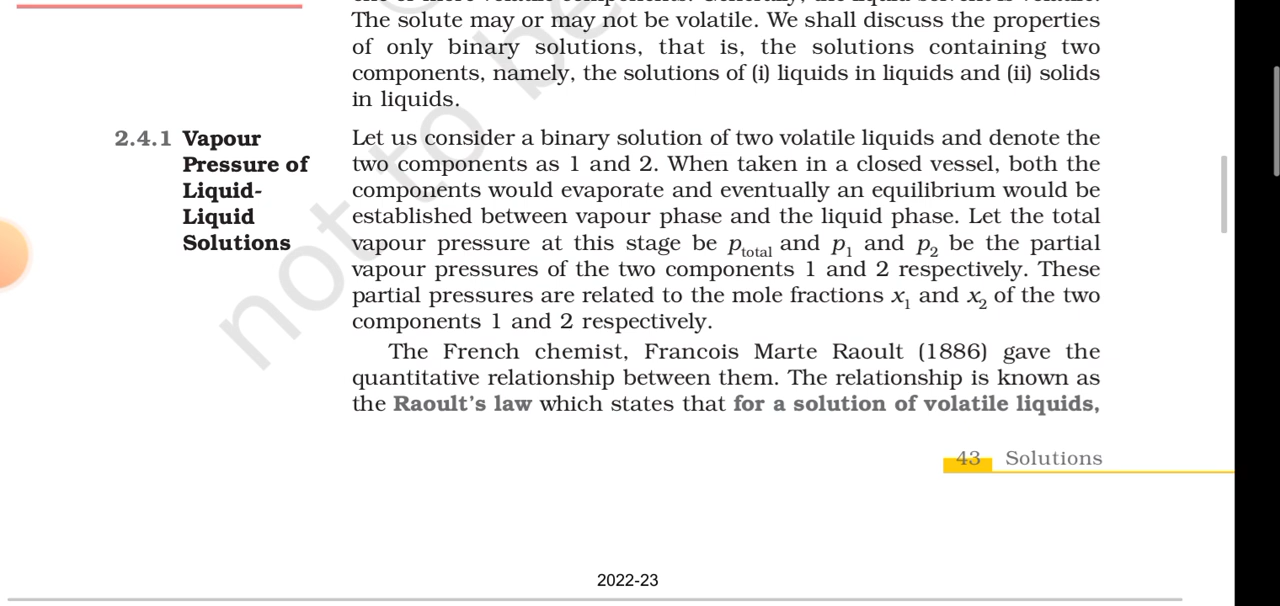 The solute may or may not be volatile. We shall discuss the properties
of only binary solutions, that is, the solutions containing two
components, namely, the solutions of (i) liquids in liquids and (ii) solids
in liquids.
2.4.1 Vapour
Pressure of
Liquid-
Liquid
Solutions
Let us consider a binary solution of two volatile liquids and denote the
two components as 1 and 2. When taken in a closed vessel, both the
components would evaporate and eventually an equilibrium would be
established between vapour phase and the liquid phase. Let the total
vapour pressure at this stage be p_total and p_1 and p_2 be the partial
vapour pressures of the two components 1 and 2 respectively. These
partial pressures are related to the mole fractions x_1 and x_2 of the two
components 1 and 2 respectively.
The French chemist, Francois Marte Raoult (1886) gave the
quantitative relationship between them. The relationship is known as
the Raoult's law which states that for a solution of volatile liquids,
43 Solutions
2022-23
not to be